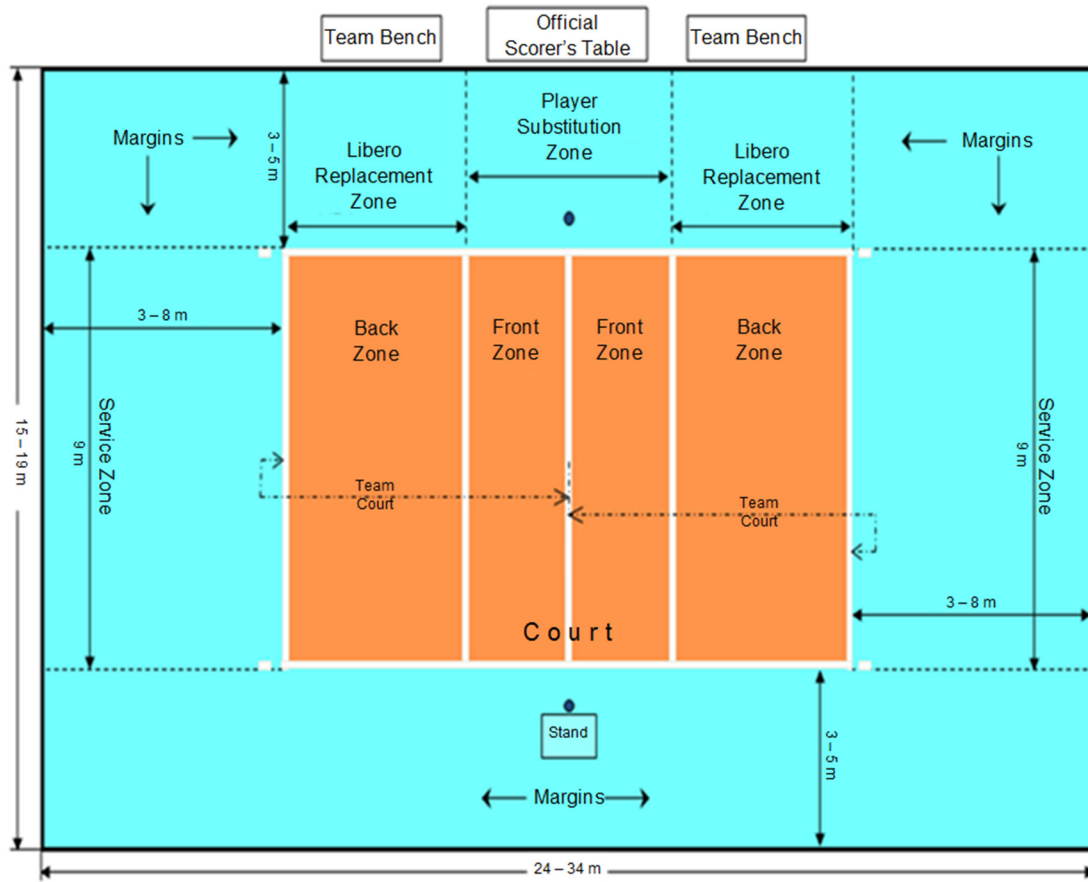 Team Bench
Official
Scorer's Table
Team Bench
Player
Substitution
Zone
Margins
3 – 5 m
Libero
Replacement
Zone
Libero
Replacement
Zone
Margins
3 – 8 m
Back
Zone
Front
Zone
Front
Zone
Back
Zone
15 – 19 m
9 m
Service Zone
Team
Court
Team
Court
9 m
Service Zone
3 – 8 m
Court
Stand
3 – 5 m
Margins
24 – 34 m